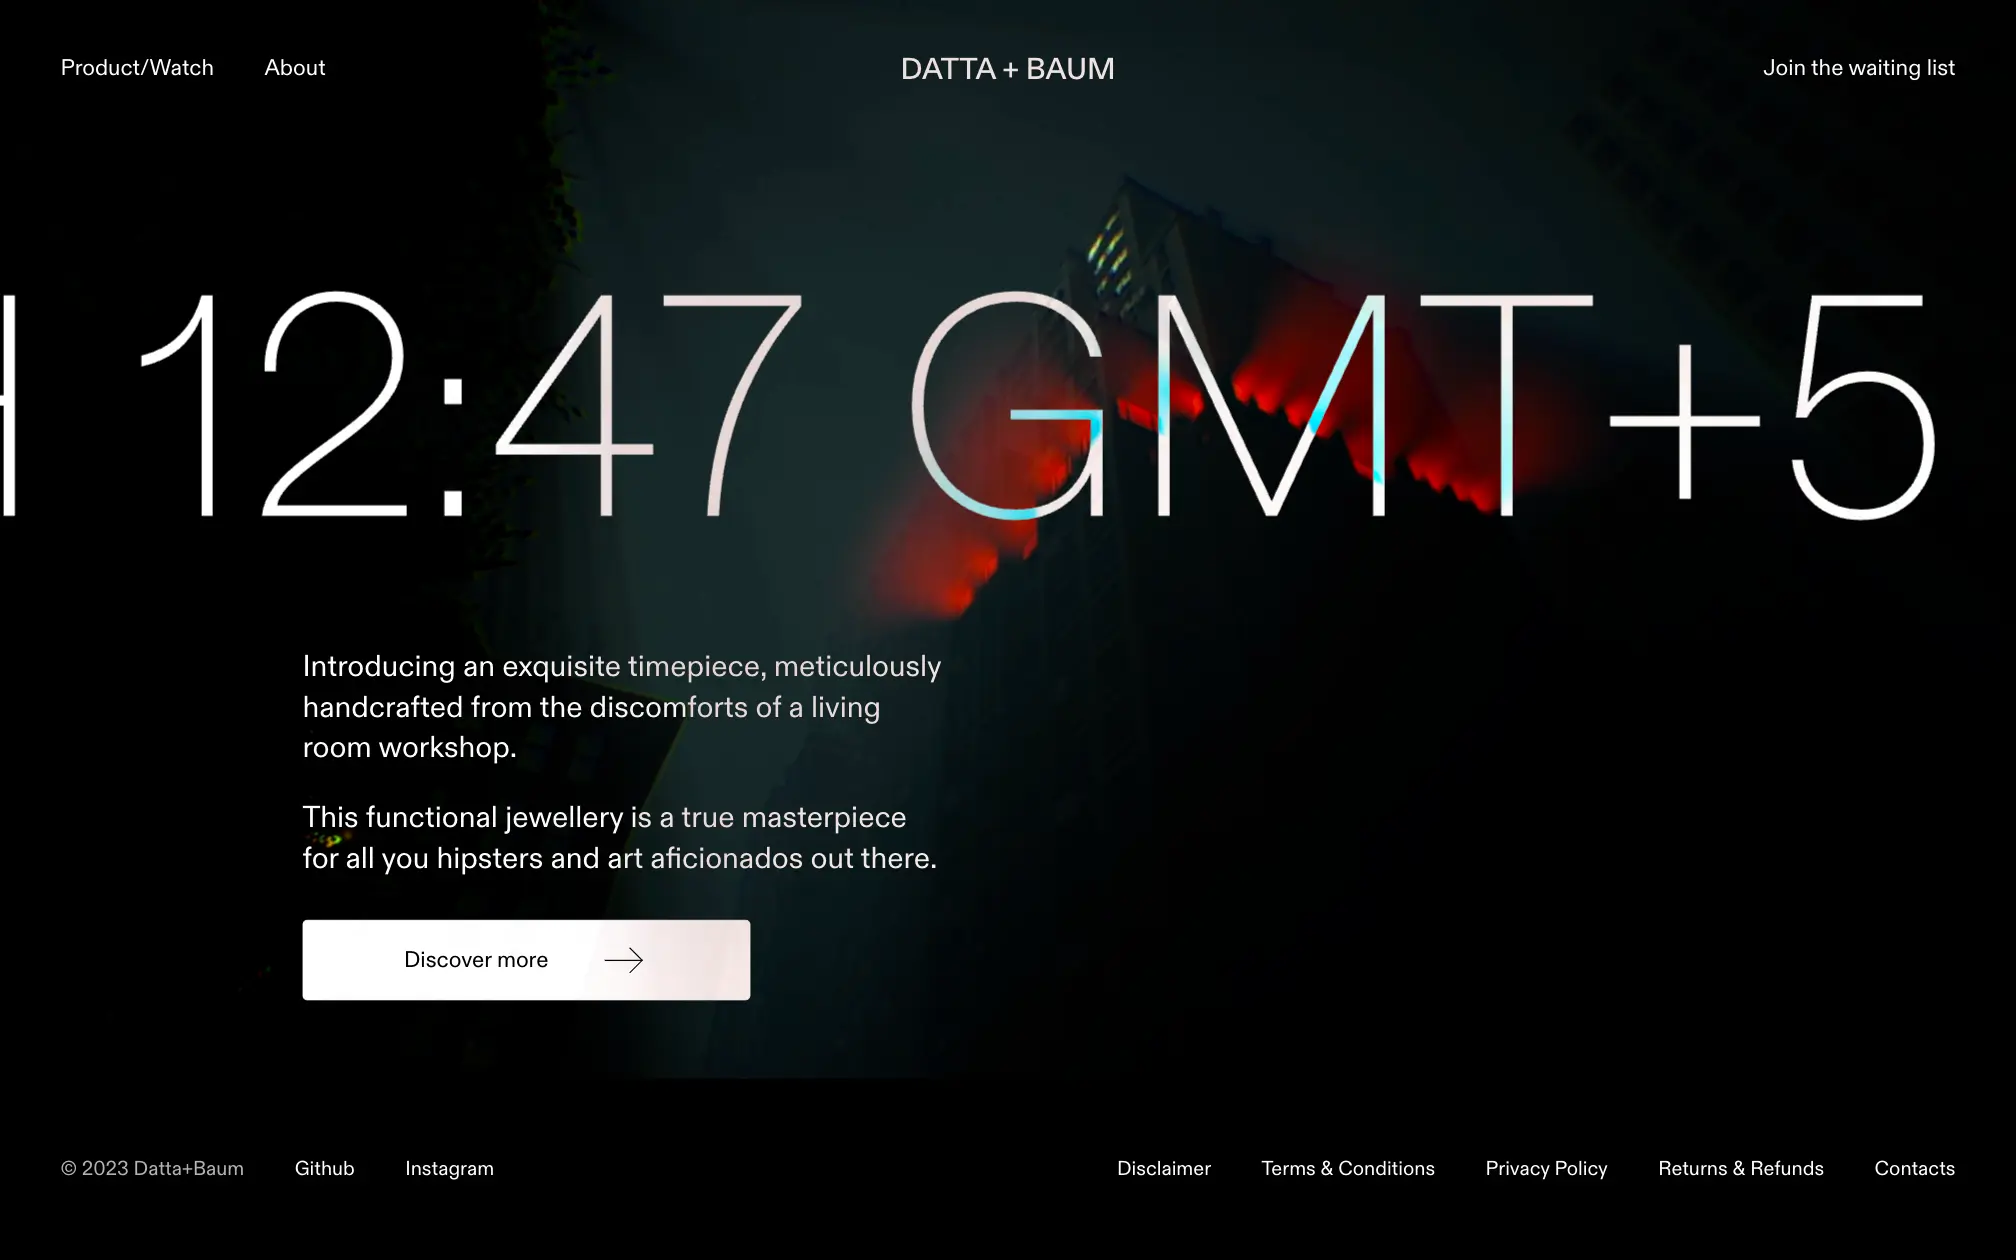 Product/Watch About DATTA + BAUM Join the waiting list
12:47 GMT+5
Introducing an exquisite timepiece, meticulously
handcrafted from the discomforts of a living
room workshop.
This functional jewellery is a true masterpiece
for all you hipsters and art aficionados out there.
Discover more
© 2023 Datta+Baum Github Instagram Disclaimer Terms & Conditions Privacy Policy Returns & Refunds Contacts